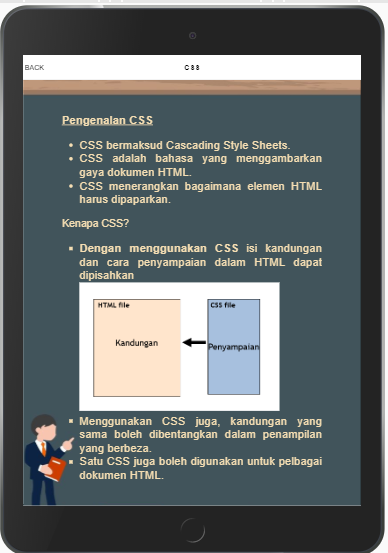 BACK
CSS
Pengenalan CSS
• CSS bermaksud Cascading Style Sheets.
• CSS adalah bahasa yang menggambarkan
gaya dokumen HTML.
• CSS menerangkan bagaimana elemen HTML
harus dipaparkan.
Kenapa CSS?
▪ Dengan menggunakan CSS isi kandungan
dan cara penyampaian dalam HTML dapat
dipisahkan
HTML file
CSS file
Kandungan
Penyampaian
▪ Menggunakan CSS juga, kandungan yang
sama boleh dibentangkan dalam penampilan
yang berbeza.
▪ Satu CSS juga boleh digunakan untuk pelbagai
dokumen HTML.